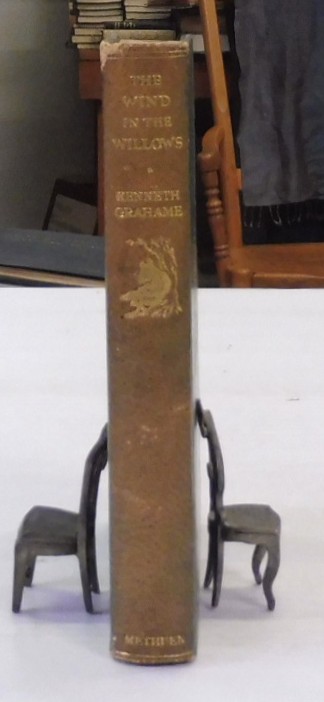 THE
WIND
IN THE
WILLOWS
KENNETH
GRAHAME
METHUEN